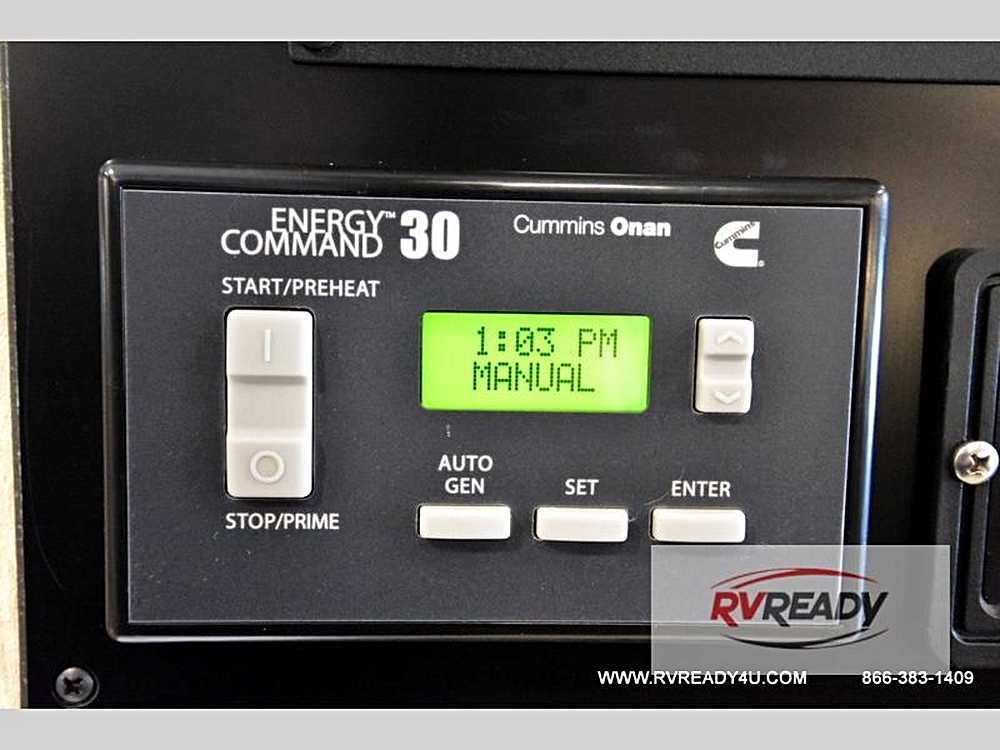 ENERGY™
COMMAND 30
Cummins Onan
Cummins
START/PREHEAT
1:03 PM
MANUAL
AUTO
GEN
SET
ENTER
STOP/PRIME
RVREADY
WWW.RVREADY4U.COM 866-383-1409